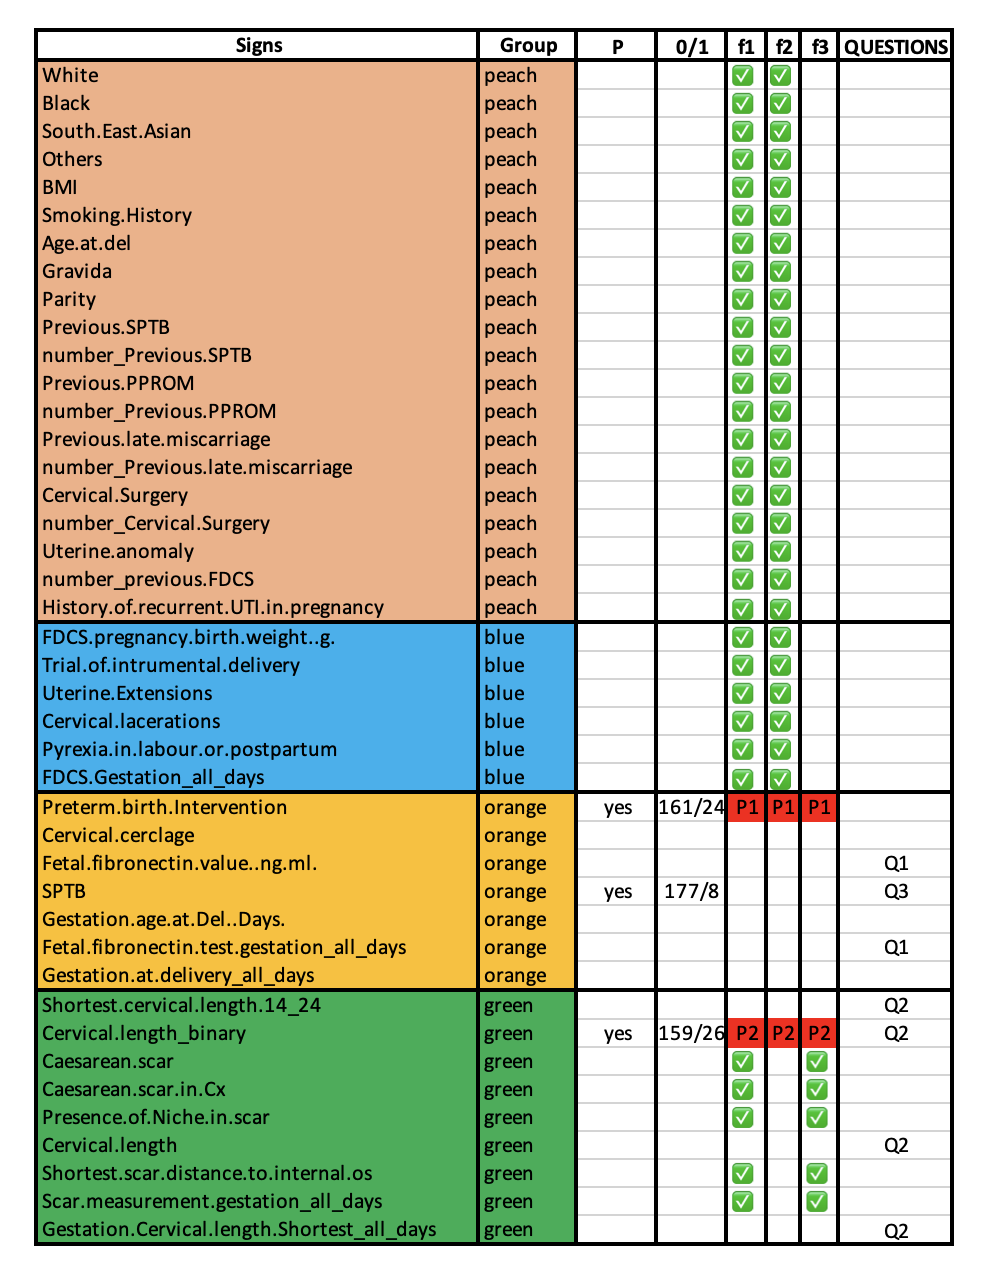 Signs Group P 0/1 f1 f2 f3 QUESTIONS
White peach ✅ ✅
Black peach ✅ ✅
South.East.Asian peach ✅ ✅
Others peach ✅ ✅
BMI peach ✅ ✅
Smoking.History peach ✅ ✅
Age.at.del peach ✅ ✅
Gravida peach ✅ ✅
Parity peach ✅ ✅
Previous.SPTB peach ✅ ✅
number_Previous.SPTB peach ✅ ✅
Previous.PPROM peach ✅ ✅
number_Previous.PPROM peach ✅ ✅
Previous.late.miscarriage peach ✅ ✅
number_Previous.late.miscarriage peach ✅ ✅
Cervical.Surgery peach ✅ ✅
number_Cervical.Surgery peach ✅ ✅
Uterine.anomaly peach ✅ ✅
number_previous.FDCS peach ✅ ✅
History.of.recurrent.UTI.in.pregnancy peach ✅ ✅
FDCS.pregnancy.birth.weight..g. blue ✅ ✅
Trial.of.intrumental.delivery blue ✅ ✅
Uterine.Extensions blue ✅ ✅
Cervical.lacerations blue ✅ ✅
Pyrexia.in.labour.or.postpartum blue ✅ ✅
FDCS.Gestation_all_days blue ✅ ✅
Preterm.birth.Intervention orange yes 161/24 P1 P1 P1
Cervical.cerclage orange
Fetal.fibronectin.value..ng.ml. orange Q1
SPTB orange yes 177/8 Q3
Gestation.age.at.Del..Days. orange
Fetal.fibronectin.test.gestation_all_days orange Q1
Gestation.at.delivery_all_days orange
Shortest.cervical.length.14_24 green Q2
Cervical.length_binary green yes 159/26 P2 P2 P2 Q2
Caesarean.scar green ✅ ✅
Caesarean.scar.in.Cx green ✅ ✅
Presence.of.Niche.in.scar green ✅ ✅
Cervical.length green Q2
Shortest.scar.distance.to.internal.os green ✅ ✅
Scar.measurement.gestation_all_days green ✅ ✅
Gestation.Cervical.length.Shortest_all_days green Q2